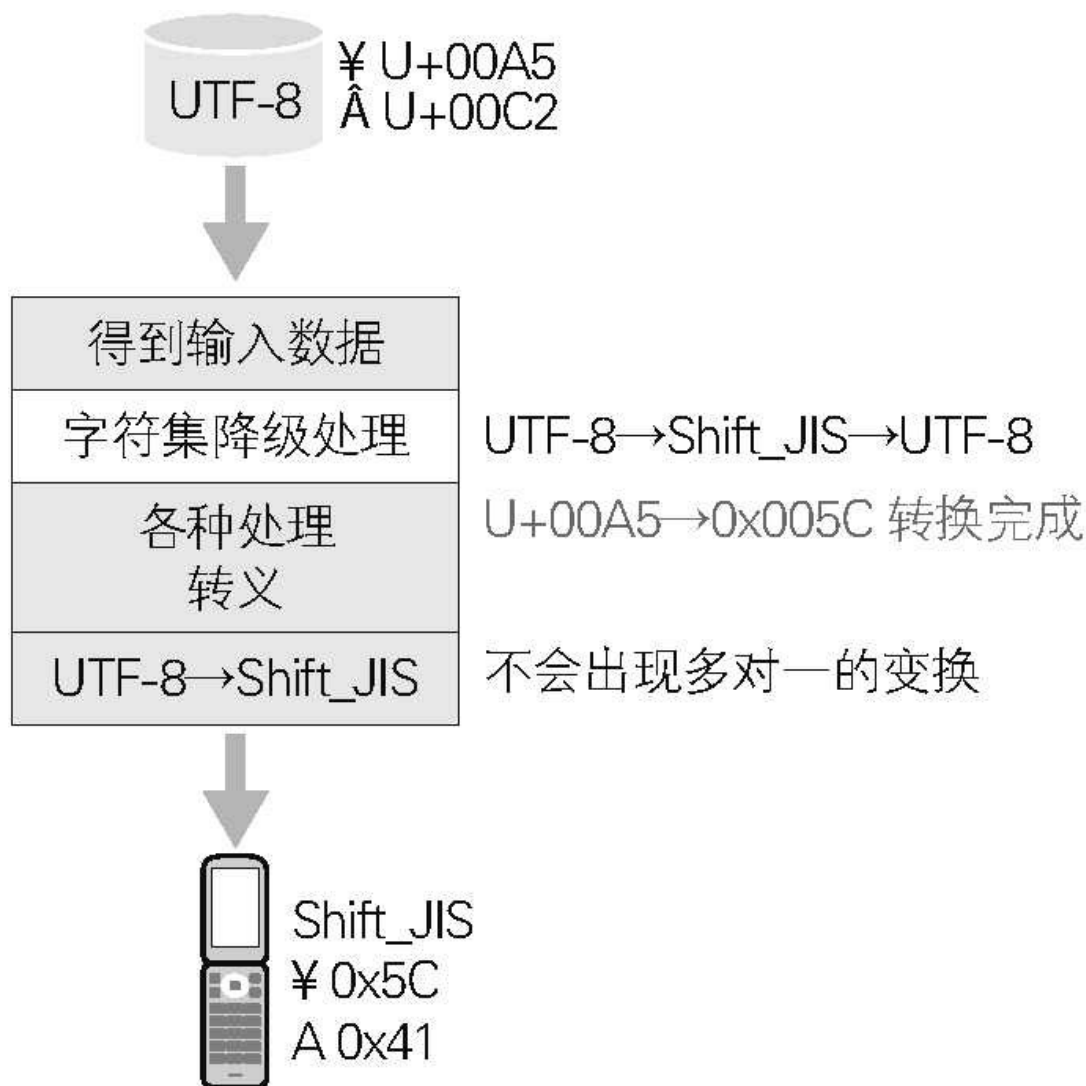 UTF-8
¥ U+00A5
Â U+00C2
得到输入数据
字符集降级处理
UTF-8→Shift_JIS→UTF-8
各种处理
转义
U+00A5→0x005C 转换完成
UTF-8→Shift_JIS
不会出现多对一的变换
Shift_JIS
¥ 0x5C
A 0x41